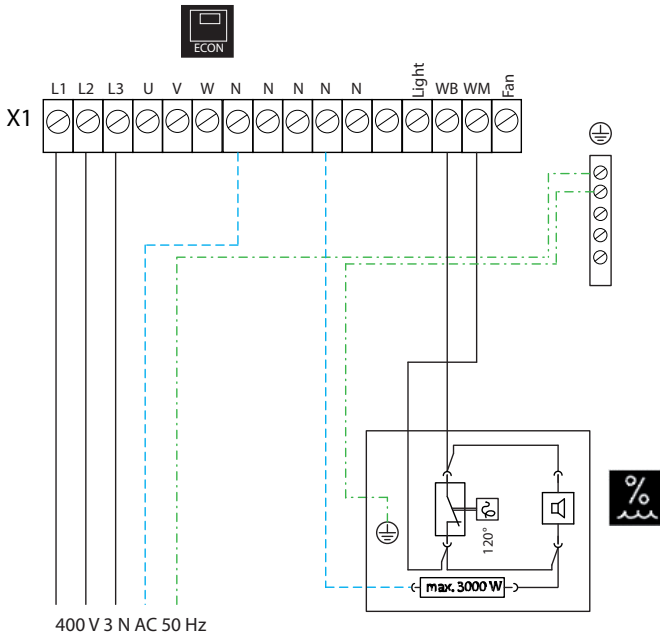 ECON
L1 L2 L3 U V W N N N N N Light WB WM Fan
X1
%
120°
max. 3000 W
400 V 3 N AC 50 Hz